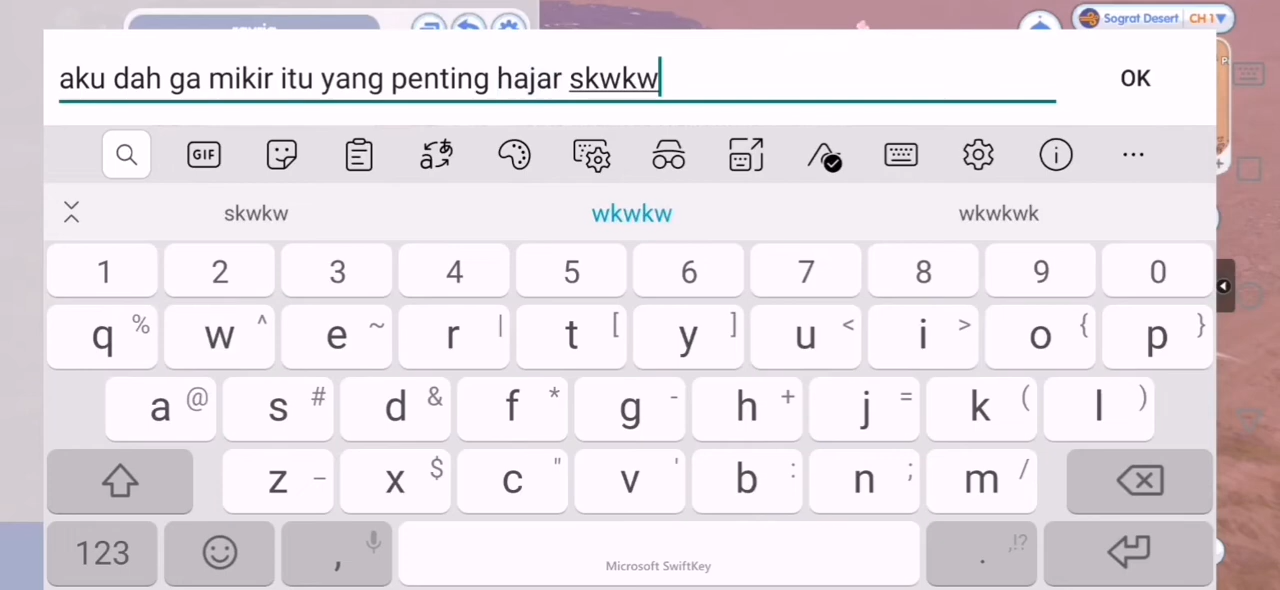 Sograt Desert CH 1
aku dah ga mikir itu yang penting hajar skwkw
OK
GIF
skwkw wkwkw wkwkwk
1 2 3 4 5 6 7 8 9 0
q % w ^ e ~ r | t [ y ] u < i > o { p }
a @ s # d & f * g - h + j = k ( l )
z _ x $ c " v ' b : n ; m /
123 , . ,!?
Microsoft SwiftKey